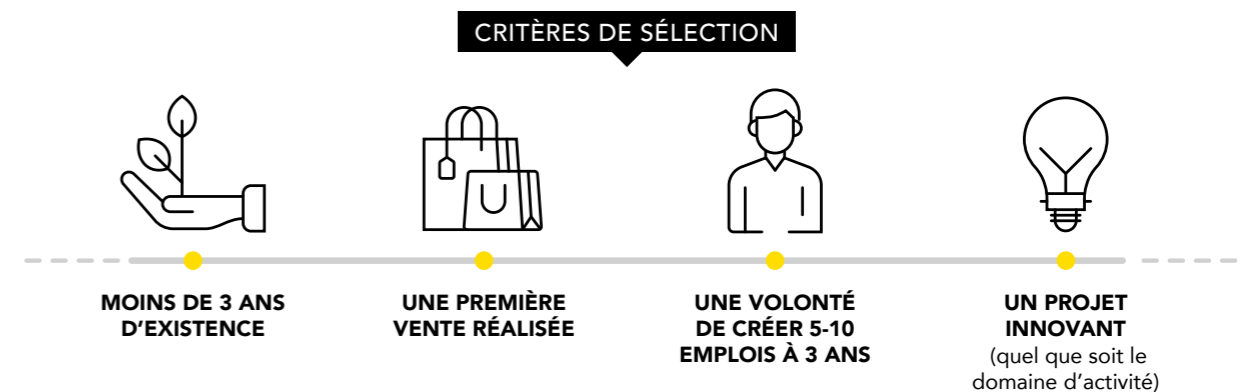 CRITÈRES DE SÉLECTION
MOINS DE 3 ANS
D'EXISTENCE
UNE PREMIÈRE
VENTE RÉALISÉE
UNE VOLONTÉ
DE CRÉER 5-10
EMPLOIS À 3 ANS
UN PROJET
INNOVANT
(quel que soit le
domaine d'activité)